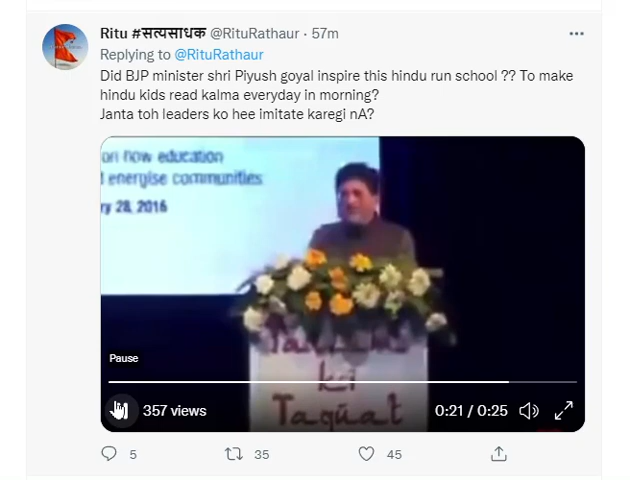 Ritu #सत्यसाधक @RituRathaur · 57m
Replying to @RituRathaur
Did BJP minister shri Piyush goyal inspire this hindu run school ?? To make
hindu kids read kalma everyday in morning?
Janta toh leaders ko hee imitate karegi nA?
on how education
energise communities
ry 28, 2016
ki
Taqūat
Pause
357 views
0:21 / 0:25
5
35
45